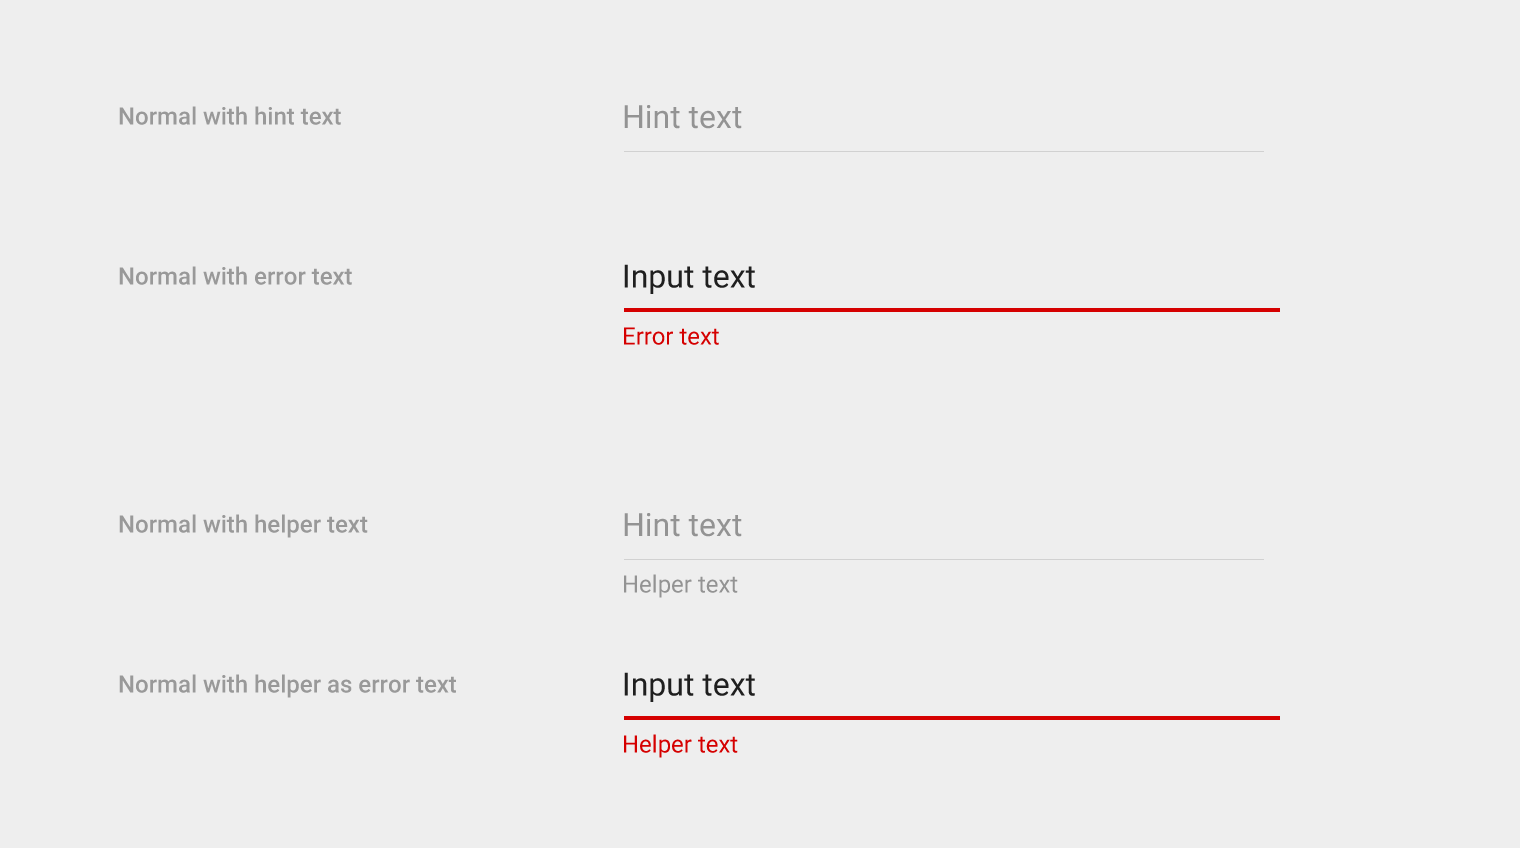 Normal with hint text
Hint text
Normal with error text
Input text
Error text
Normal with helper text
Hint text
Helper text
Normal with helper as error text
Input text
Helper text